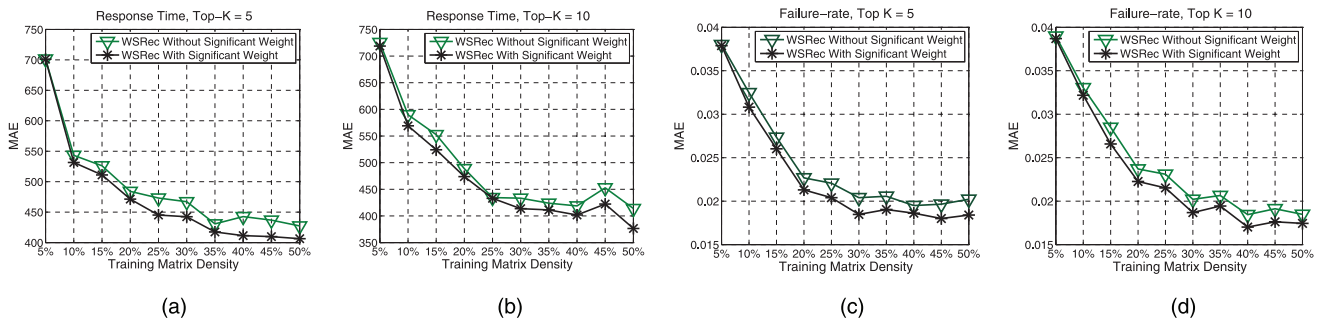 Response Time, Top-K = 5
750
700
650
600
550
500
450
400
MAE
WSRec Without Significant Weight
WSRec With Significant Weight
5% 10% 15% 20% 25% 30% 35% 40% 45% 50%
Training Matrix Density
(a)
Response Time, Top-K = 10
750
700
650
600
550
500
450
400
350
MAE
WSRec Without Significant Weight
WSRec With Significant Weight
5% 10% 15% 20% 25% 30% 35% 40% 45% 50%
Training Matrix Density
(b)
Failure-rate, Top K = 5
0.04
0.035
0.03
0.025
0.02
0.015
MAE
WSRec Without Significant Weight
WSRec With Significant Weight
5% 10% 15% 20% 25% 30% 35% 40% 45% 50%
Training Matrix Density
(c)
Failure-rate, Top K = 10
0.04
0.035
0.03
0.025
0.02
0.015
MAE
WSRec Without Significant Weight
WSRec With Significant Weight
5% 10% 15% 20% 25% 30% 35% 40% 45% 50%
Training Matrix Density
(d)